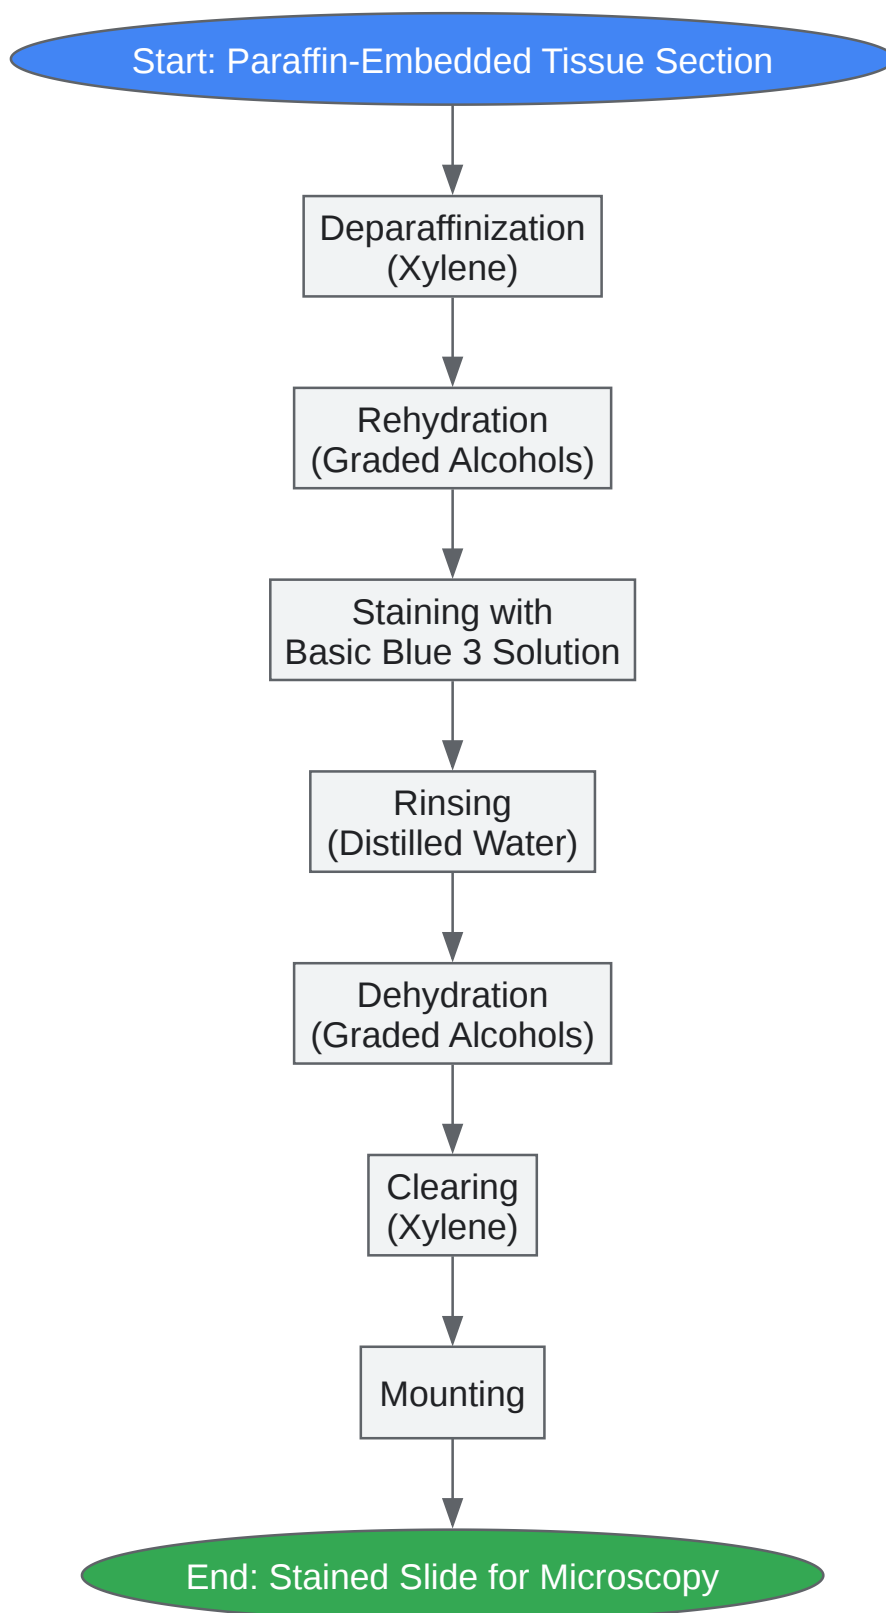 Start: Paraffin-Embedded Tissue Section
Deparaffinization
(Xylene)
Rehydration
(Graded Alcohols)
Staining with
Basic Blue 3 Solution
Rinsing
(Distilled Water)
Dehydration
(Graded Alcohols)
Clearing
(Xylene)
Mounting
End: Stained Slide for Microscopy